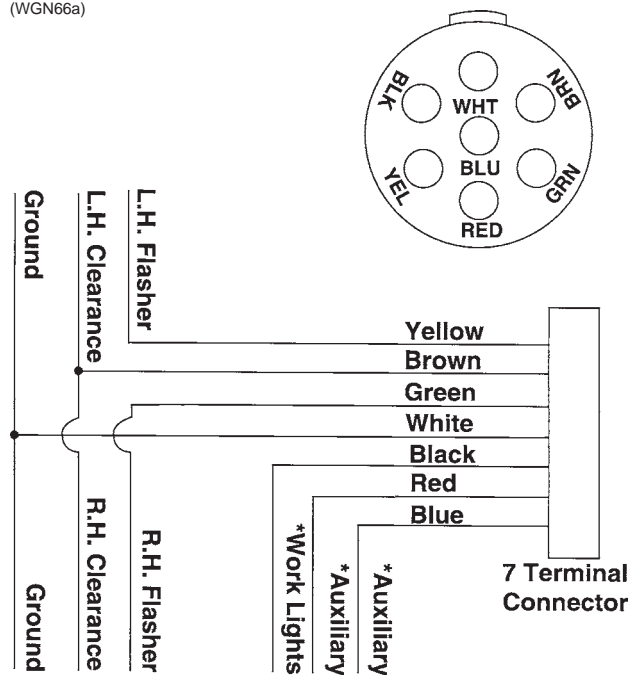 (WGN66a)
BLK
WHT
BRN
BLU
YEL
GRN
RED
Ground
L.H. Clearance
L.H. Flasher
Yellow
Brown
Green
White
Black
Red
Blue
Ground
R.H. Clearance
R.H. Flasher
*Work Lights
*Auxiliary
*Auxiliary
7 Terminal
Connector